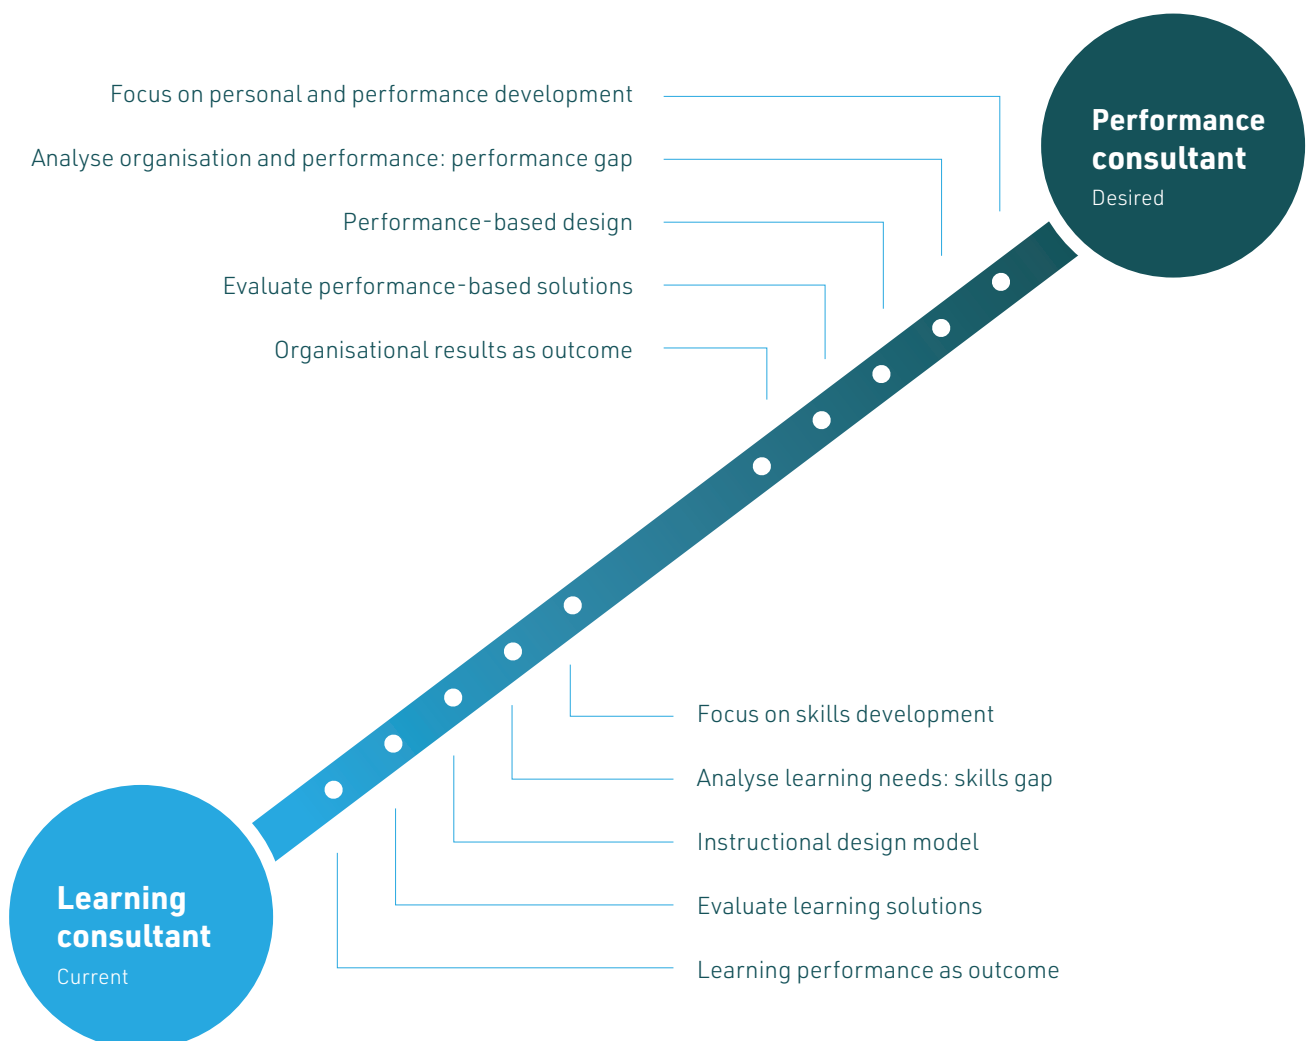 Focus on personal and performance development
Analyse organisation and performance: performance gap
Performance-based design
Evaluate performance-based solutions
Organisational results as outcome
Performance
consultant
Desired
Focus on skills development
Analyse learning needs: skills gap
Instructional design model
Evaluate learning solutions
Learning performance as outcome
Learning
consultant
Current